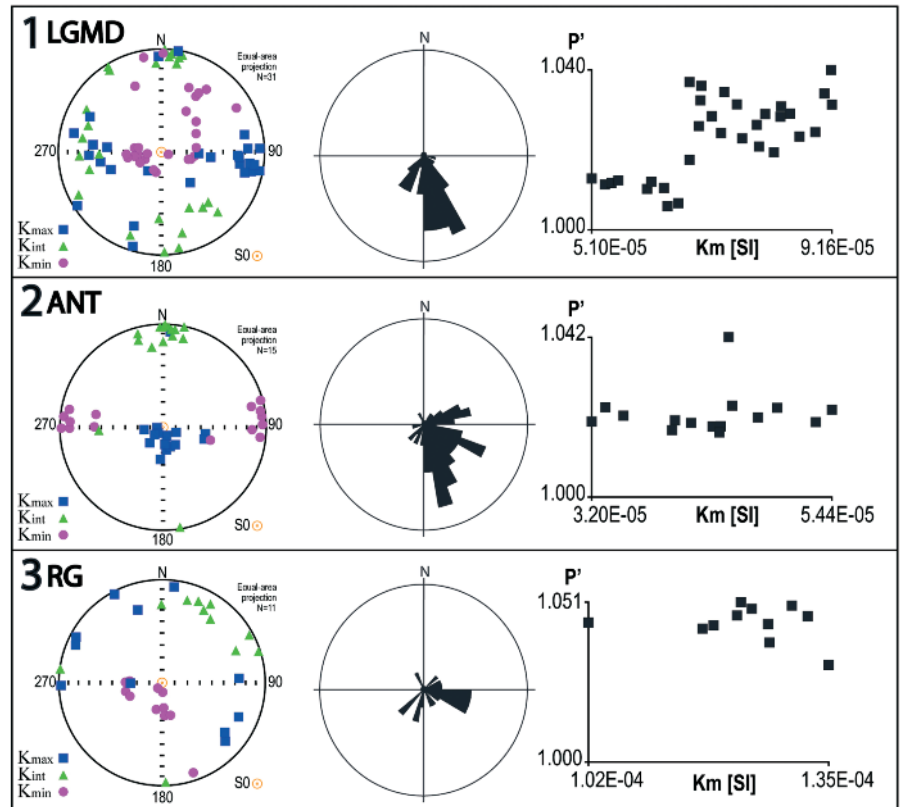 1 LGMD
N
Equal-area
projection
N=31
270
90
180
Kmax
Kint
Kmin
S0
N
P'
1.040
1.000
5.10E-05
Km [SI]
9.16E-05
2 ANT
N
Equal-area
projection
N=15
270
90
180
Kmax
Kint
Kmin
S0
N
P'
1.042
1.000
3.20E-05
Km [SI]
5.44E-05
3 RG
N
Equal-area
projection
N=11
270
90
180
Kmax
Kint
Kmin
S0
N
P'
1.051
1.000
1.02E-04
Km [SI]
1.35E-04